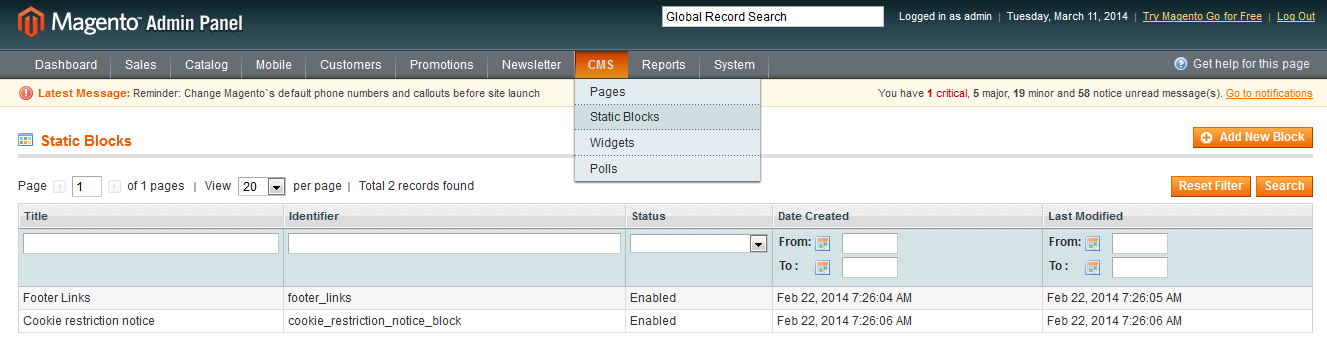 Magento Admin Panel
Global Record Search
Logged in as admin | Tuesday, March 11, 2014 | Try Magento Go for Free | Log Out
Dashboard Sales Catalog Mobile Customers Promotions Newsletter CMS Reports System Get help for this page
Latest Message: Reminder: Change Magento`s default phone numbers and callouts before site launch
You have 1 critical, 5 major, 19 minor and 58 notice unread message(s). Go to notifications
Pages
Static Blocks
Widgets
Polls
Static Blocks
Add New Block
Page 1 of 1 pages | View 20 per page | Total 2 records found
Reset Filter Search
Title Identifier Status Date Created Last Modified
From: From:
To : To :
Footer Links footer_links Enabled Feb 22, 2014 7:26:04 AM Feb 22, 2014 7:26:05 AM
Cookie restriction notice cookie_restriction_notice_block Enabled Feb 22, 2014 7:26:06 AM Feb 22, 2014 7:26:06 AM